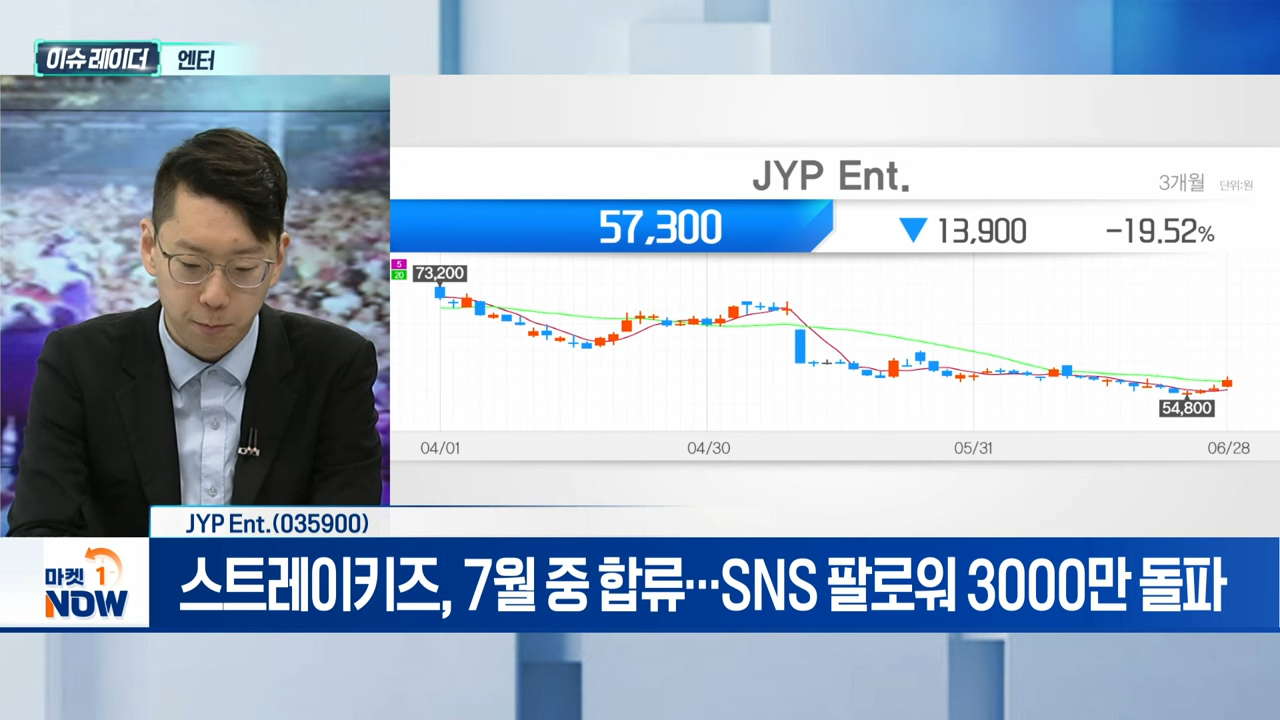 이슈레이더 엔터
JYP Ent.
3개월 단위:원
57,300 ▼13,900 -19.52%
5
20
73,200
54,800
04/01 04/30 05/31 06/28
JYP Ent.(035900)
마켓 1
NOW
스트레이키즈, 7월 중 합류…SNS 팔로워 3000만 돌파